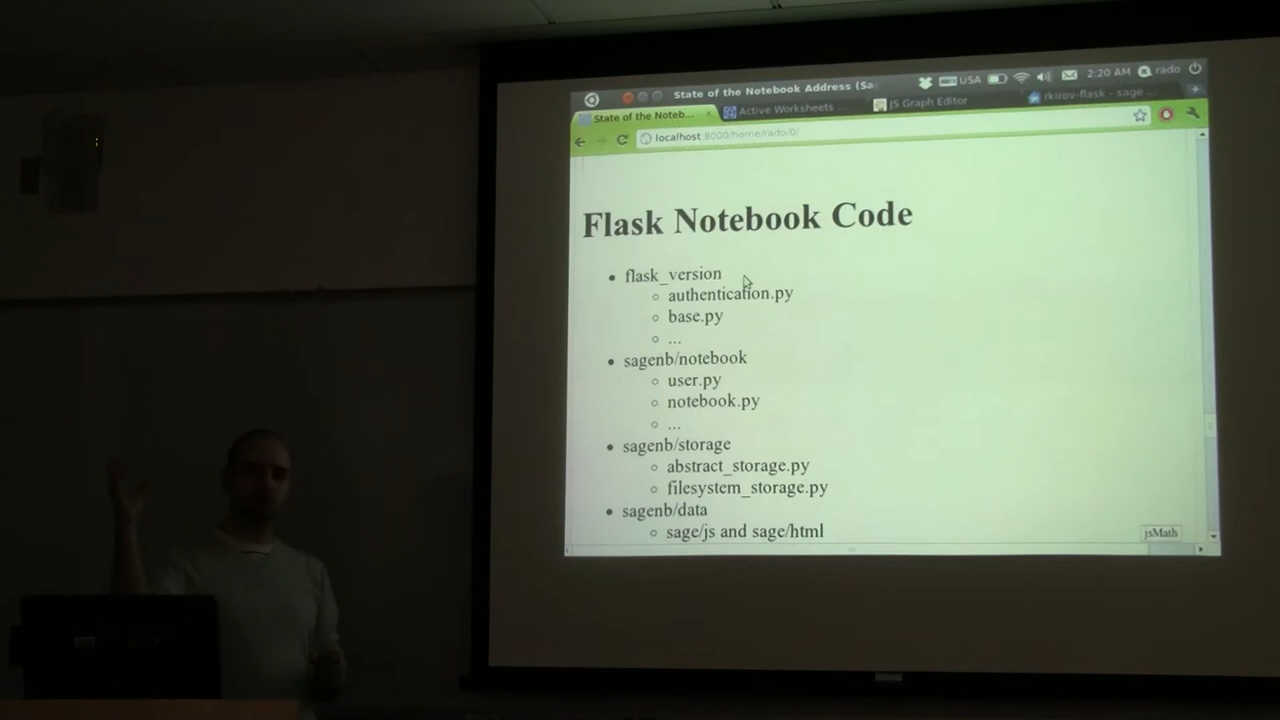 State of the Notebook Address (Sa
USA 2:20 AM rado
State of the Noteb... Active Worksheets ... JS Graph Editor rkirov-flask - sage ...
localhost:8000/home/rado/0/
Flask Notebook Code
flask_version
authentication.py
base.py
...
sagenb/notebook
user.py
notebook.py
...
sagenb/storage
abstract_storage.py
filesystem_storage.py
sagenb/data
sage/js and sage/html
jsMath